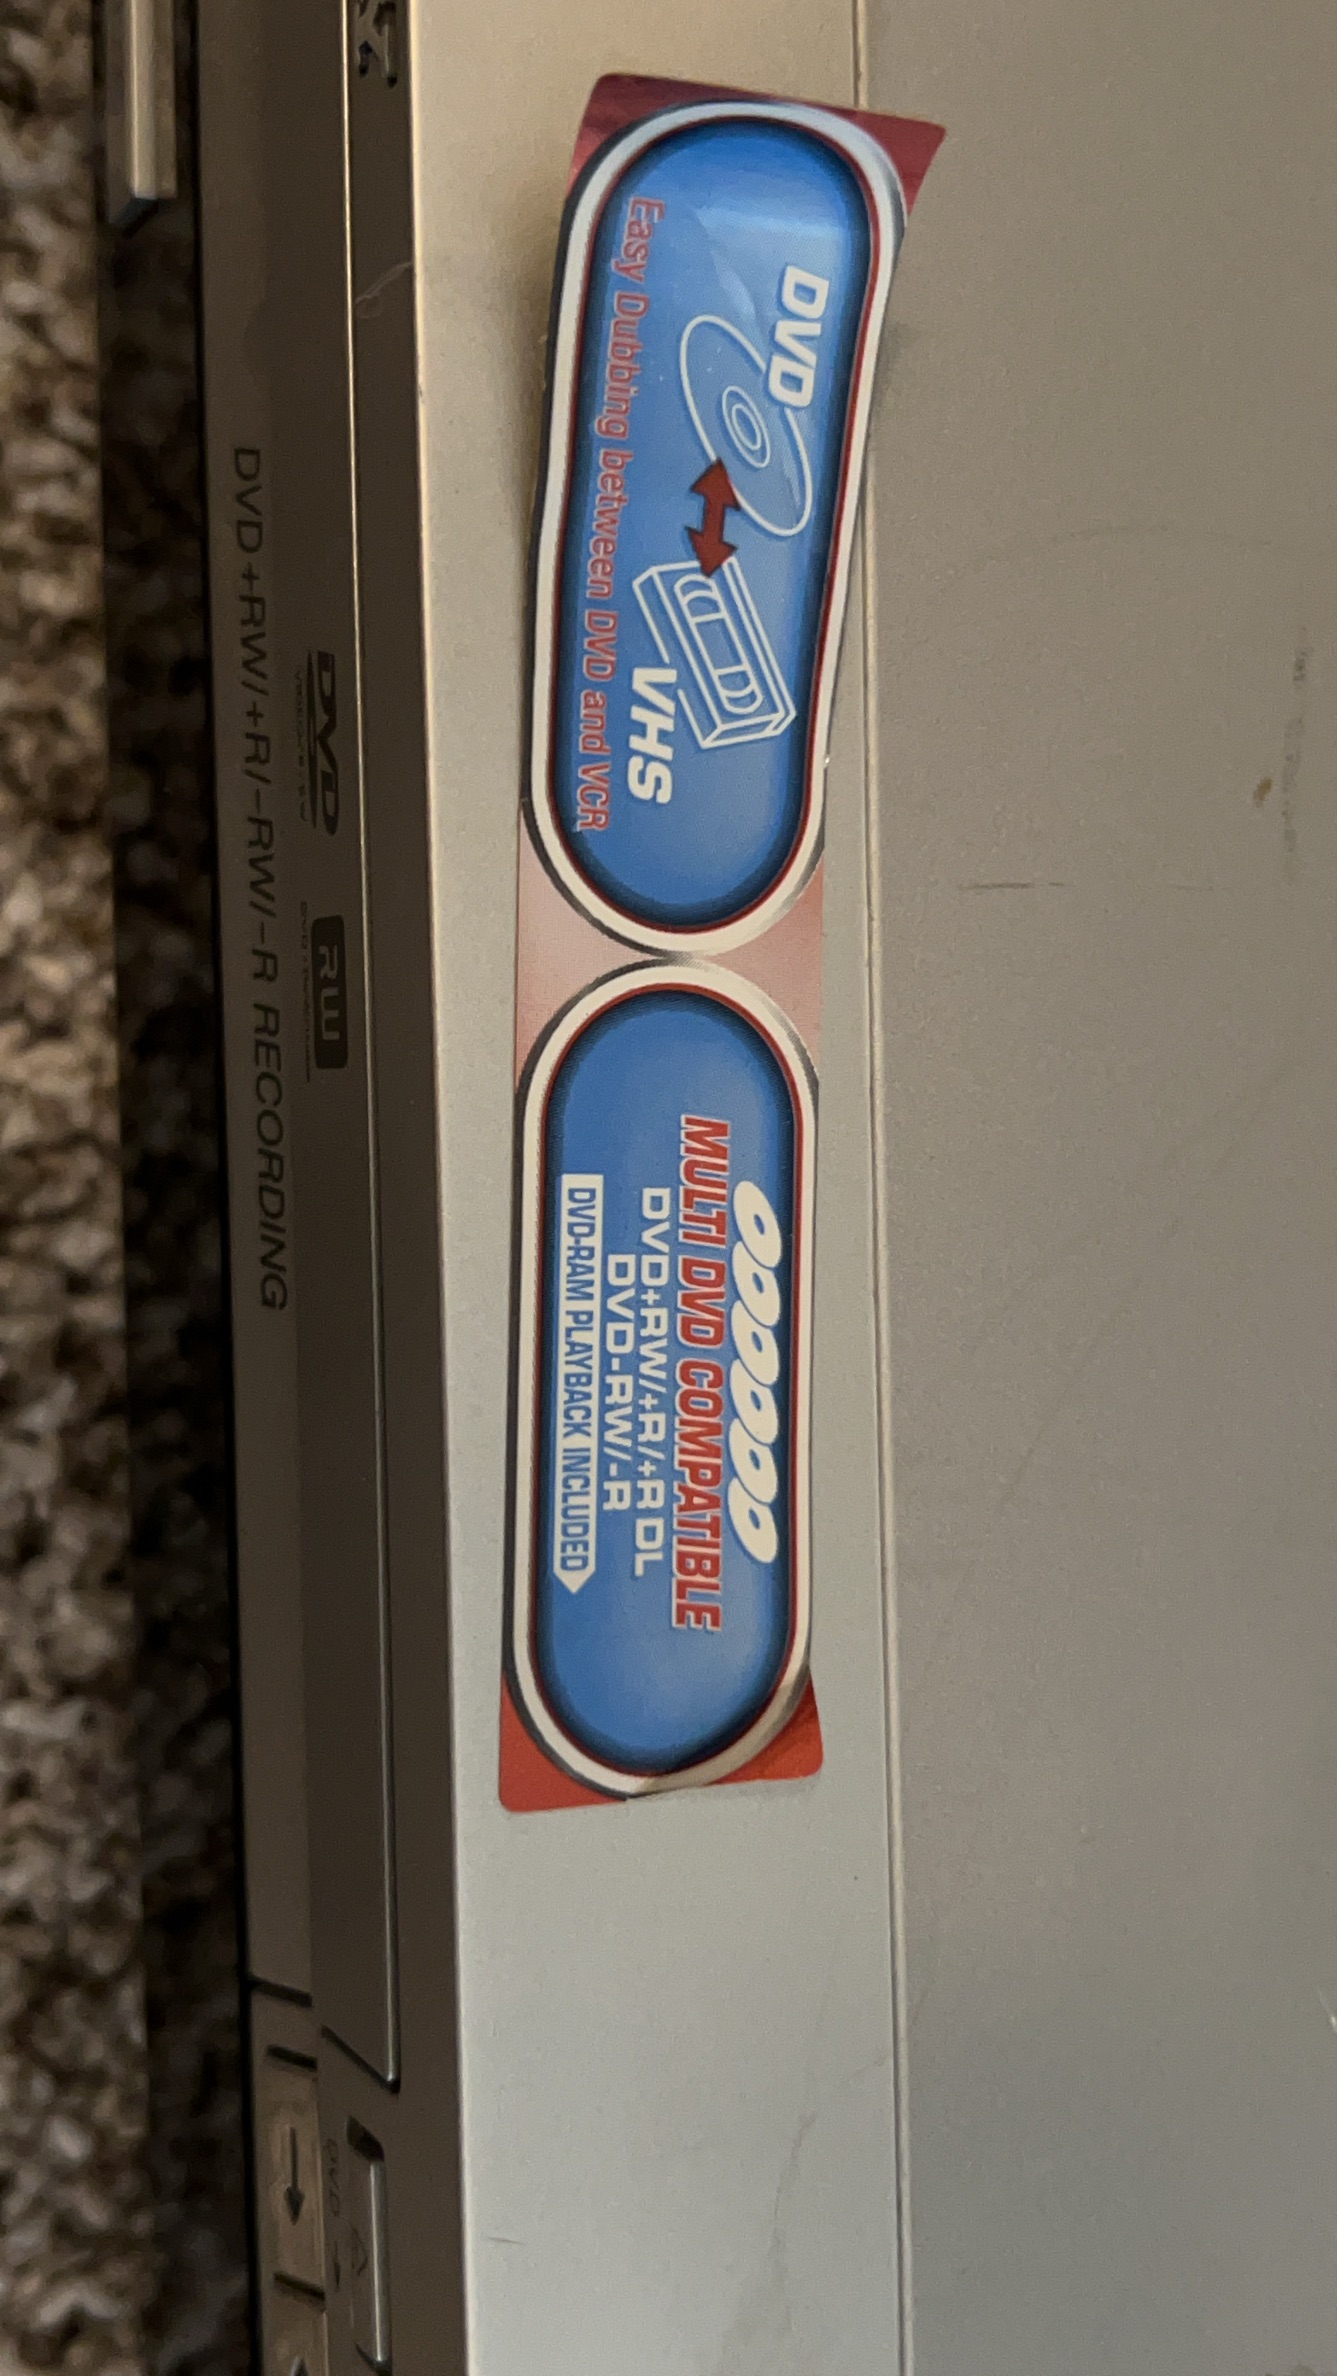 DVD
VHS
Easy Dubbing between DVD and VCR
MULTI DVD COMPATIBLE
DVD+RW/+R/+R DL
DVD-RW/-R
DVD-RAM PLAYBACK INCLUDED
DVD
RW
DVD+RW/+R/-RW/-R RECORDING
DVD